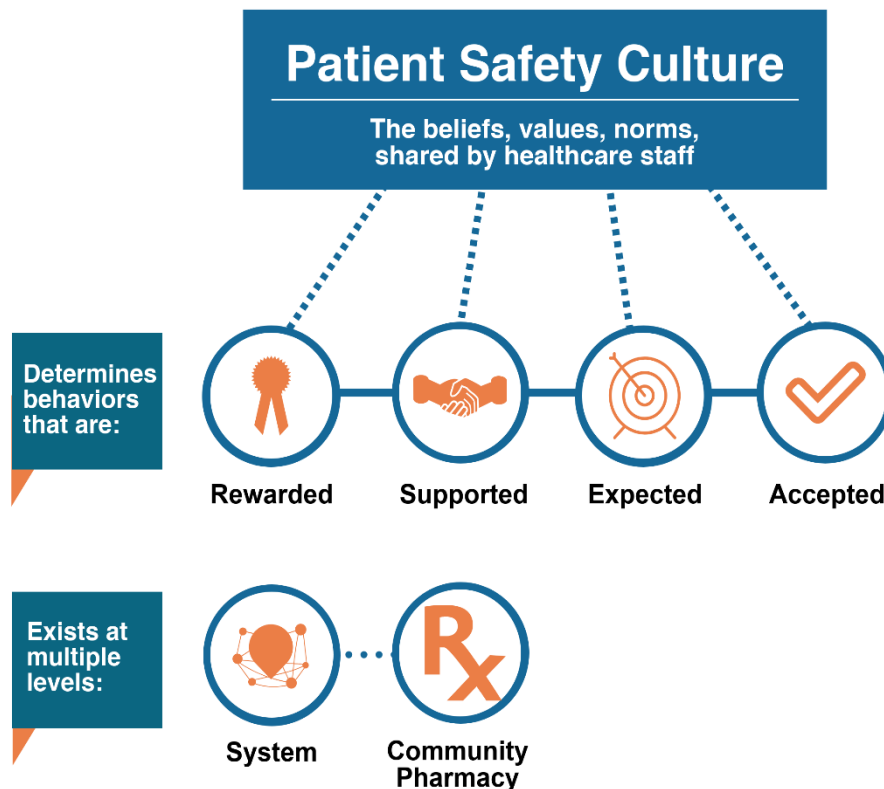 Patient Safety Culture
The beliefs, values, norms,
shared by healthcare staff
Determines
behaviors
that are:
Rewarded
Supported
Expected
Accepted
Exists at
multiple
levels:
Rx
System
Community
Pharmacy